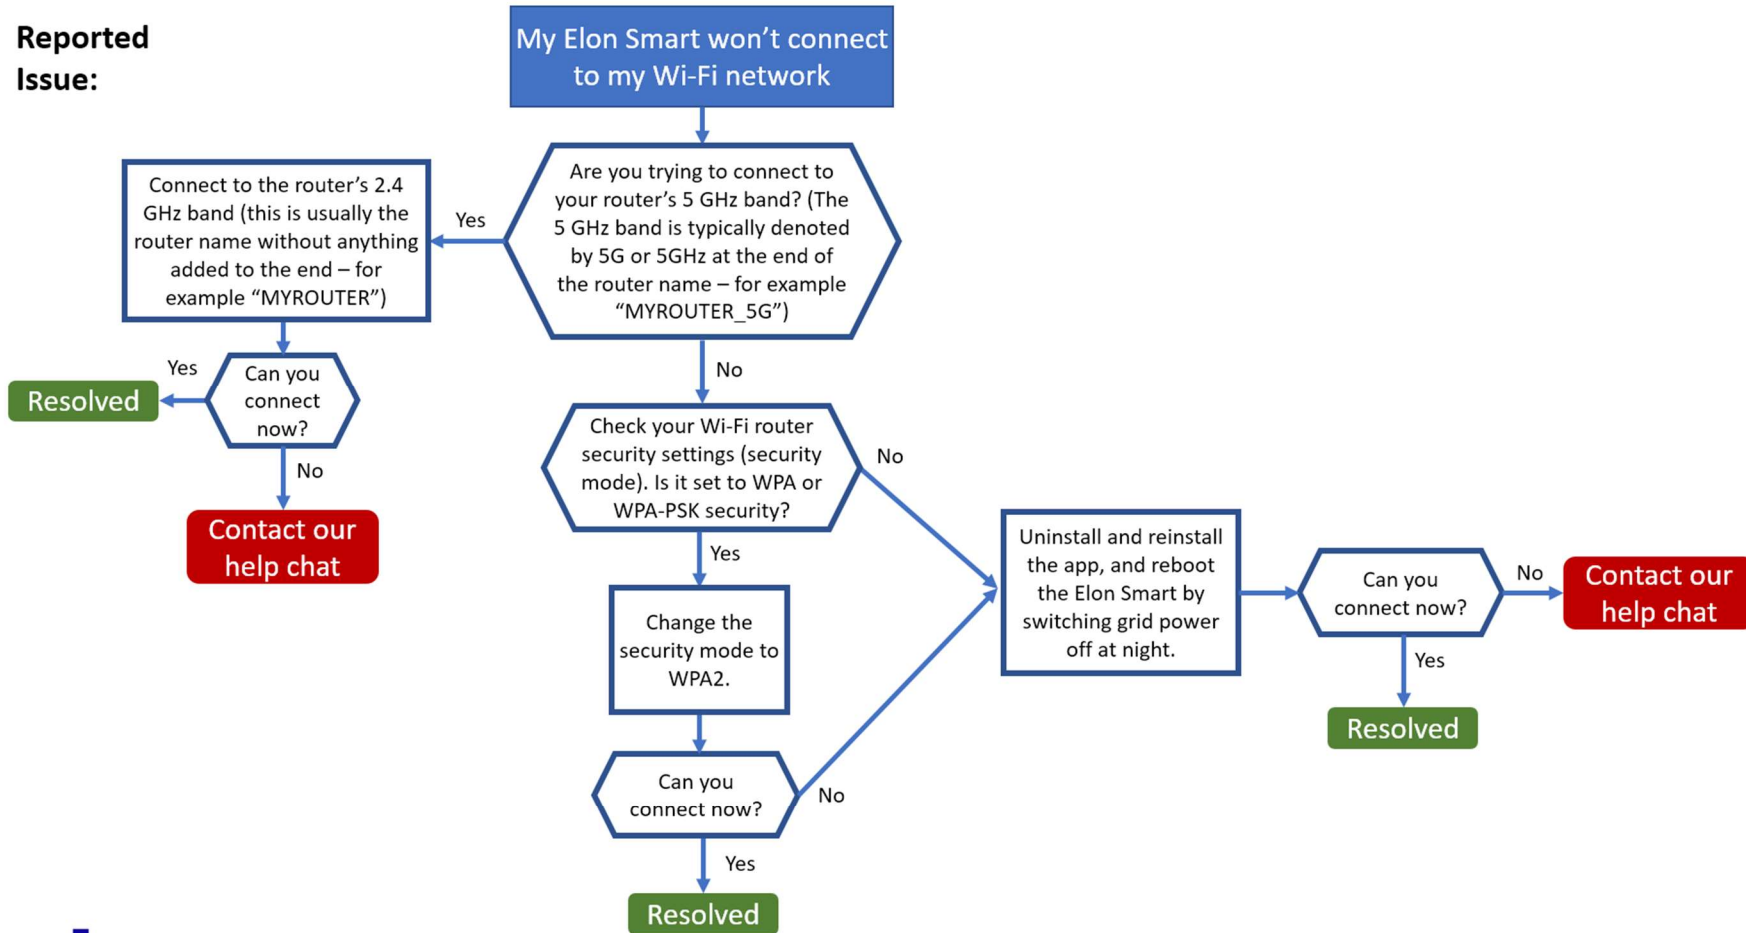 Reported
Issue:
My Elon Smart won’t connect
to my Wi-Fi network
Are you trying to connect to
your router’s 5 GHz band? (The
5 GHz band is typically denoted
by 5G or 5GHz at the end of
the router name – for example
“MYROUTER_5G”)
Yes
Connect to the router’s 2.4
GHz band (this is usually the
router name without anything
added to the end – for
example “MYROUTER”)
Can you
connect
now?
Yes
Resolved
No
Contact our
help chat
No
Check your Wi-Fi router
security settings (security
mode). Is it set to WPA or
WPA-PSK security?
No
Yes
Change the
security mode to
WPA2.
Can you
connect now?
No
Yes
Resolved
Uninstall and reinstall
the app, and reboot
the Elon Smart by
switching grid power
off at night.
Can you
connect now?
No
Contact our
help chat
Yes
Resolved